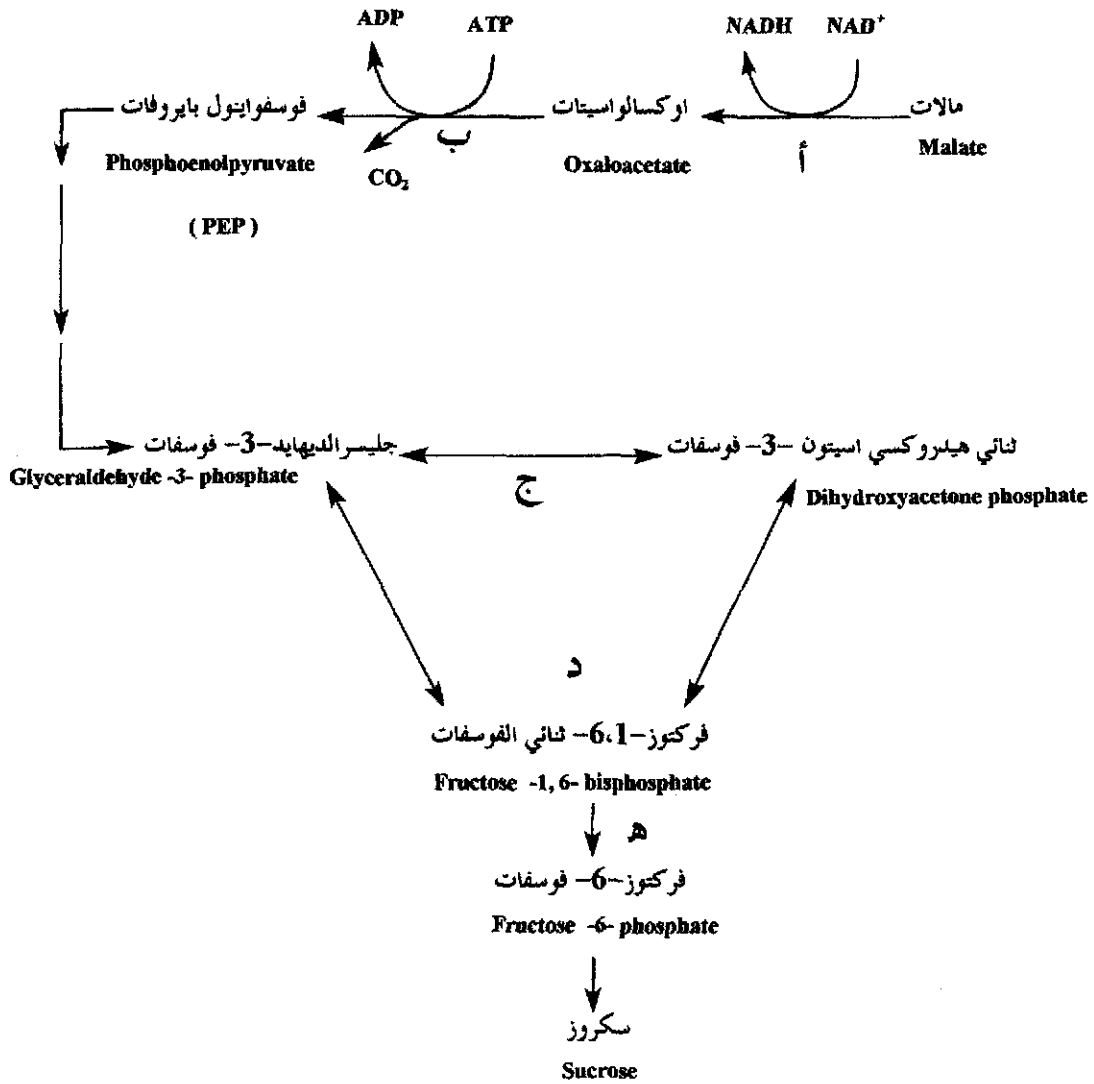 ADP
ATP
NADH
NAD⁺
مالات
اوكسالواسيتات
فوسفواينول بايروفات
Malate
أ
Oxaloacetate
ب
CO₂
Phosphoenolpyruvate
( PEP )
جليسرالديهايد-3- فوسفات
ثنائي هيدروكسي اسيتون -3- فوسفات
Glyceraldehyde -3- phosphate
ج
Dihydroxyacetone phosphate
د
فركتوز-6،1- ثنائي الفوسفات
Fructose -1, 6- bisphosphate
ه
فركتوز-6- فوسفات
Fructose -6- phosphate
سكروز
Sucrose